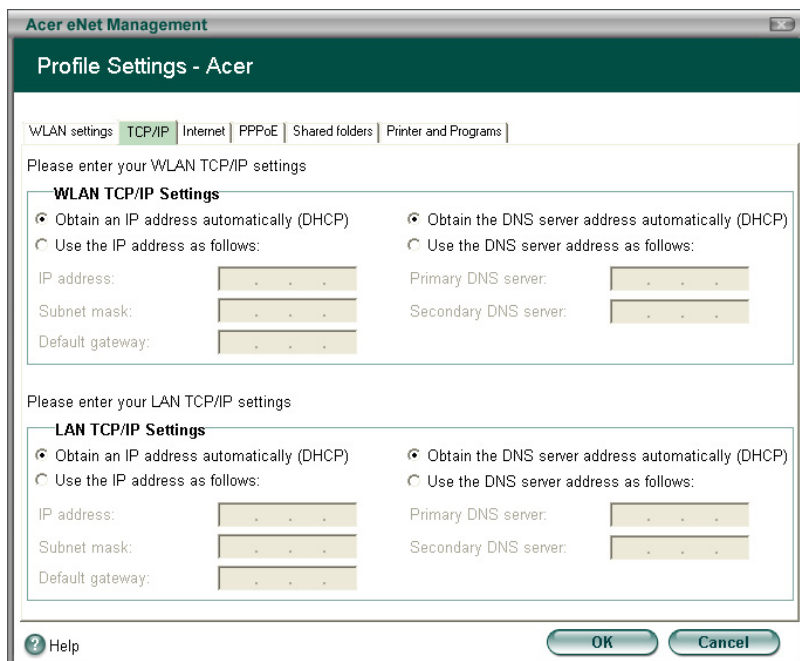 Acer eNet Management
Profile Settings - Acer
WLAN settings TCP/IP Internet PPPoE Shared folders Printer and Programs
Please enter your WLAN TCP/IP settings
WLAN TCP/IP Settings
Obtain an IP address automatically (DHCP) Obtain the DNS server address automatically (DHCP)
Use the IP address as follows: Use the DNS server address as follows:
IP address: . . . Primary DNS server: . . .
Subnet mask: . . . Secondary DNS server: . . .
Default gateway: . . .
Please enter your LAN TCP/IP settings
LAN TCP/IP Settings
Obtain an IP address automatically (DHCP) Obtain the DNS server address automatically (DHCP)
Use the IP address as follows: Use the DNS server address as follows:
IP address: . . . Primary DNS server: . . .
Subnet mask: . . . Secondary DNS server: . . .
Default gateway: . . .
? Help OK Cancel